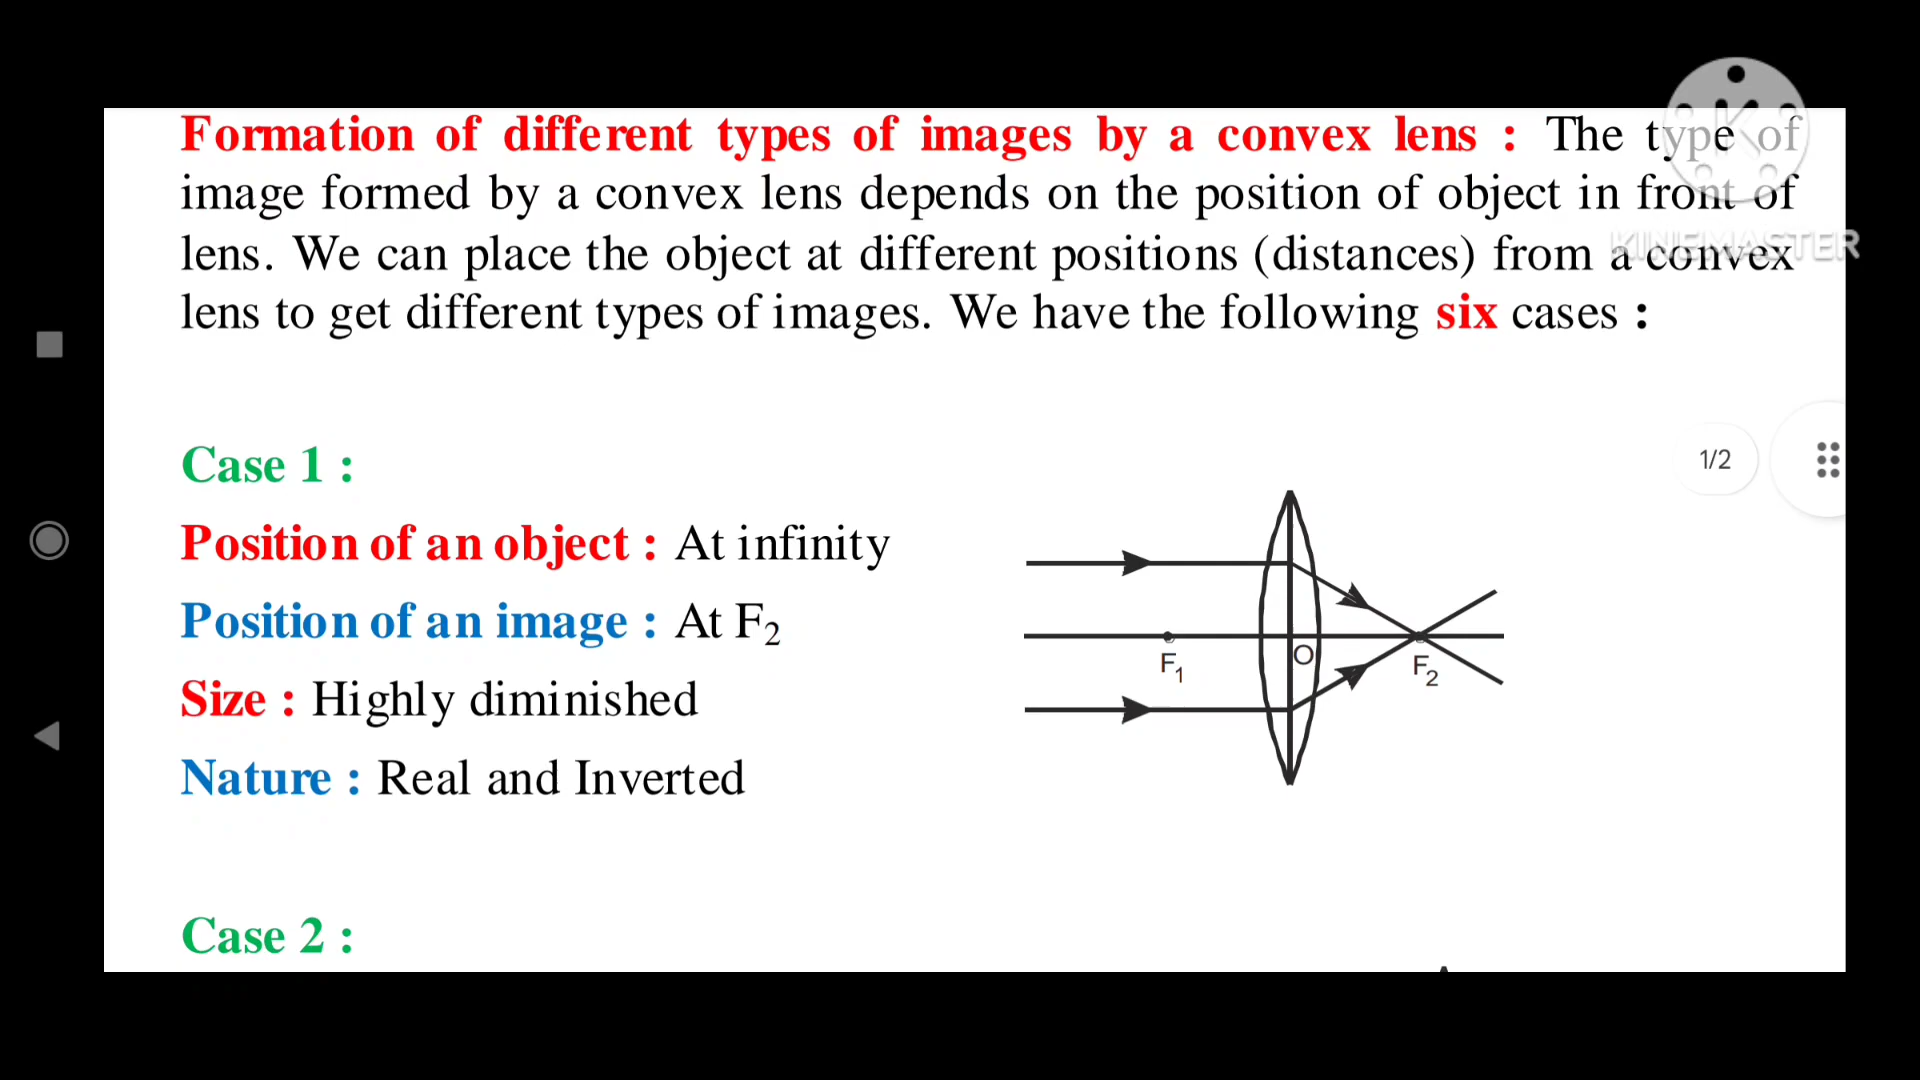 Formation of different types of images by a convex lens : The type of
image formed by a convex lens depends on the position of object in front of
lens. We can place the object at different positions (distances) from a convex
lens to get different types of images. We have the following six cases :
KINEMASTER
Case 1 :
1/2
Position of an object : At infinity
Position of an image : At F₂
Size : Highly diminished
Nature : Real and Inverted
F₁
O
F₂
Case 2 :